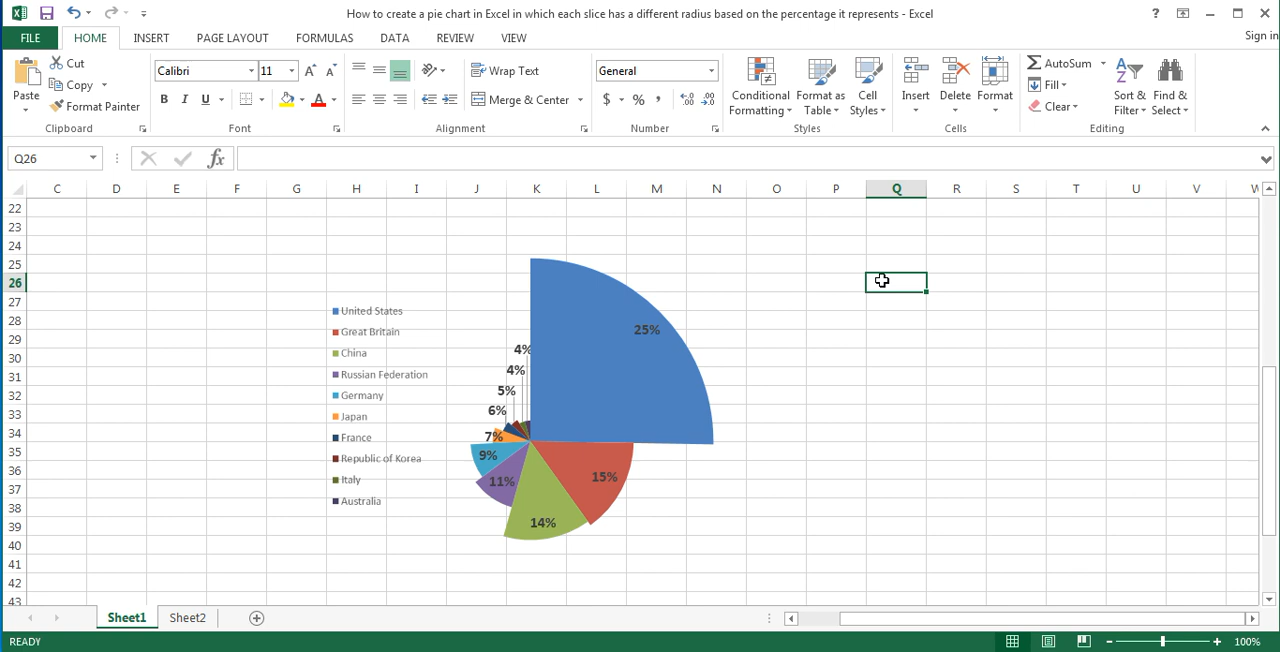 How to create a pie chart in Excel in which each slice has a different radius based on the percentage it represents - Excel
?
FILE HOME INSERT PAGE LAYOUT FORMULAS DATA REVIEW VIEW Sign in
Paste
Cut
Copy
Format Painter
Clipboard
Calibri 11
B I U
Font
Wrap Text
Merge & Center
Alignment
General
$ % ,
Number
Conditional Formatting
Format as Table
Cell Styles
Styles
Insert
Delete
Format
Cells
AutoSum
Fill
Clear
Sort & Filter
Find & Select
Editing
Q26
fx
C D E F G H I J K L M N O P Q R S T U V W
22
23
24
25
26
27
28
29
30
31
32
33
34
35
36
37
38
39
40
41
42
43
United States
Great Britain
China
Russian Federation
Germany
Japan
France
Republic of Korea
Italy
Australia
25%
15%
14%
11%
9%
7%
6%
5%
4%
4%
Sheet1 Sheet2
READY
100%